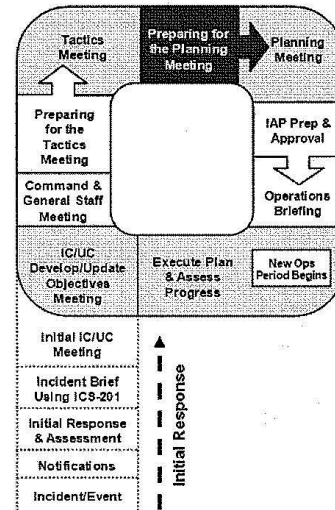 Tactics
Meeting
Preparing for
the Planning
Meeting
Planning
Meeting
Preparing
for the
Tactics
Meeting
IAP Prep &
Approval
Command &
General Staff
Meeting
Operations
Briefing
IC/UC
Develop/Update
Objectives
Meeting
Execute Plan
& Assess
Progress
New Ops
Period Begins
Initial IC/UC
Meeting
Incident Brief
Using ICS-201
Initial Response
& Assessment
Notifications
Incident/Event
Initial Response